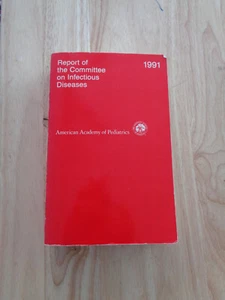 Report of
the Committee
on Infectious
Diseases
1991
American Academy of Pediatrics